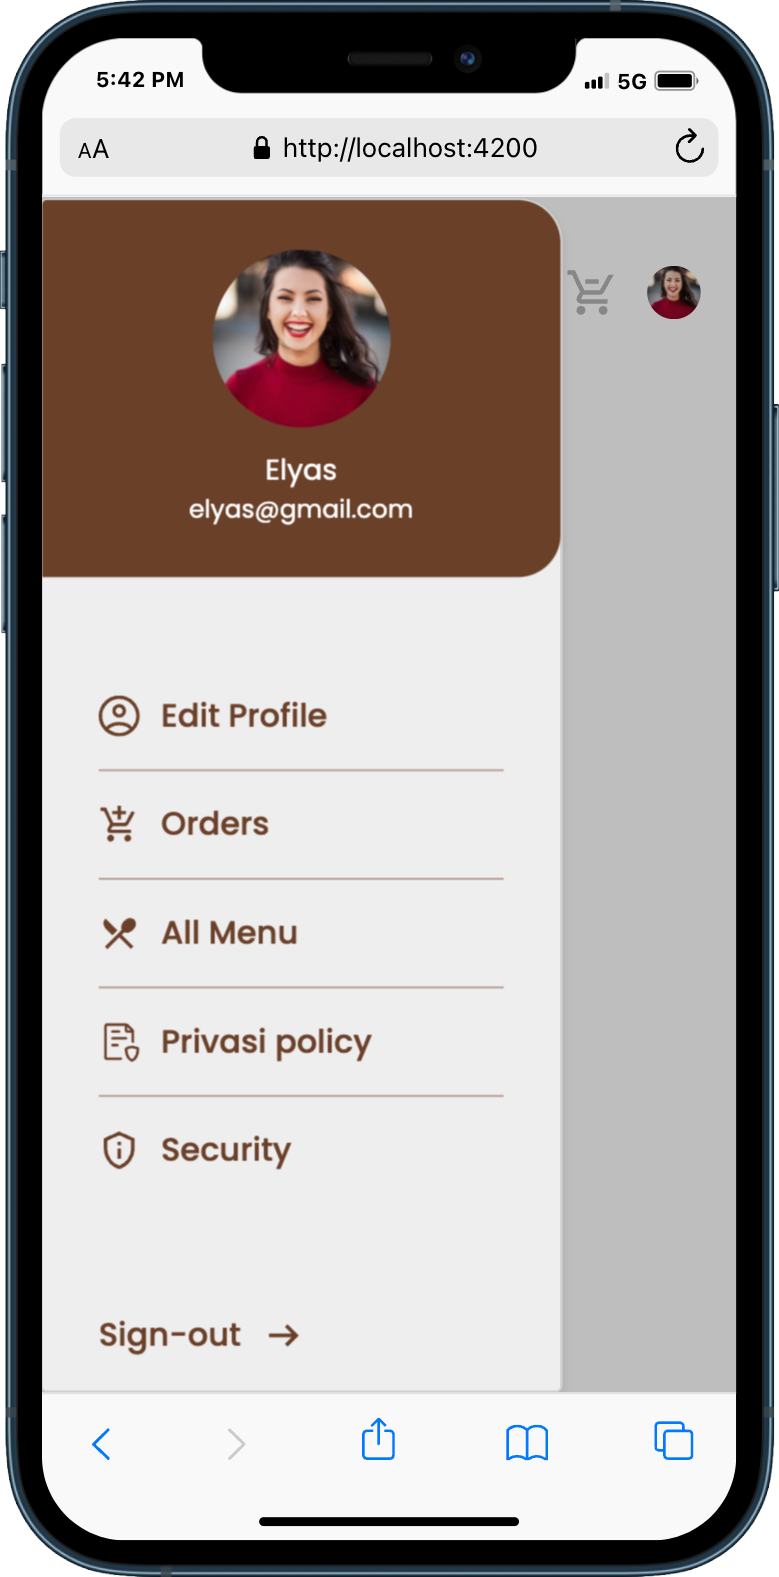 5:42 PM
5G
AA
http://localhost:4200
Elyas
elyas@gmail.com
Edit Profile
Orders
All Menu
Privasi policy
Security
Sign-out